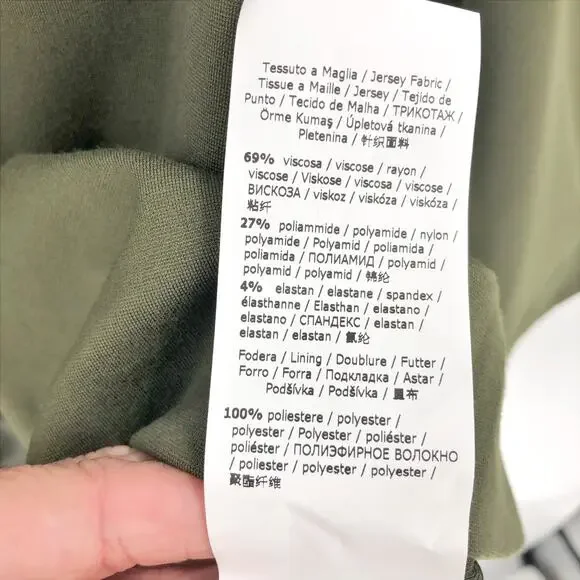 Tessuto a Maglia / Jersey Fabric /
Tissue a Maille / Jersey / Tejido de
Punto / Tecido de Malha / ТРИКОТАЖ /
Örme Kumaş / Úpletová tkanina /
Pletenina / 针织面料
69% viscosa / viscose / rayon /
viscose / Viskose / viscosa / viscose /
ВИСКОЗА / viskoz / viskóza / viskóza /
粘纤
27% poliammide / polyamide / nylon /
polyamide / Polyamid / poliamida /
poliamida / ПОЛИАМИД / polyamid /
polyamid / polyamid / 锦纶
4% elastan / elastane / spandex /
élasthanne / Elasthan / elastano /
elastano / СПАНДЕКС / elastan /
elastan / elastan / 氨纶
Fodera / Lining / Doublure / Futter /
Forro / Forra / Подкладка / Astar /
Podšívka / Podšívka / 里布
100% poliestere / polyester /
polyester / Polyester / poliéster /
poliéster / ПОЛИЭФИРНОЕ ВОЛОКНО
/ poliester / polyester / polyester /
聚酯纤维